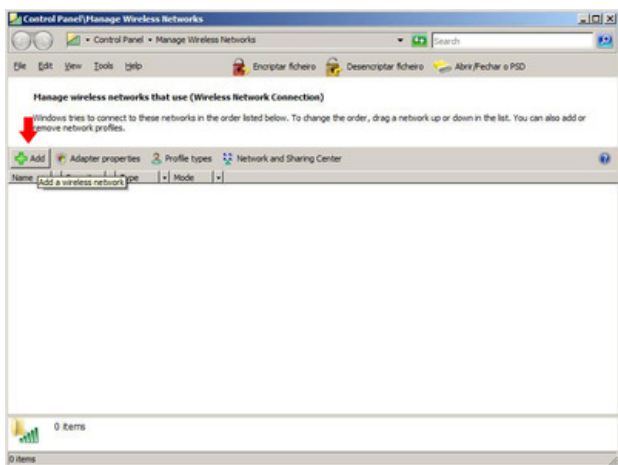 Control Panel\Manage Wireless Networks
Control Panel Manage Wireless Networks Search
File Edit View Tools Help Encriptar ficheiro Desencriptar ficheiro Abrir/Fechar o PSD
Manage wireless networks that use (Wireless Network Connection)
Windows tries to connect to these networks in the order listed below. To change the order, drag a network up or down in the list. You can also add or
remove network profiles.
Add Adapter properties Profile types Network and Sharing Center
Name Type Mode
Add a wireless network
0 items
0 items